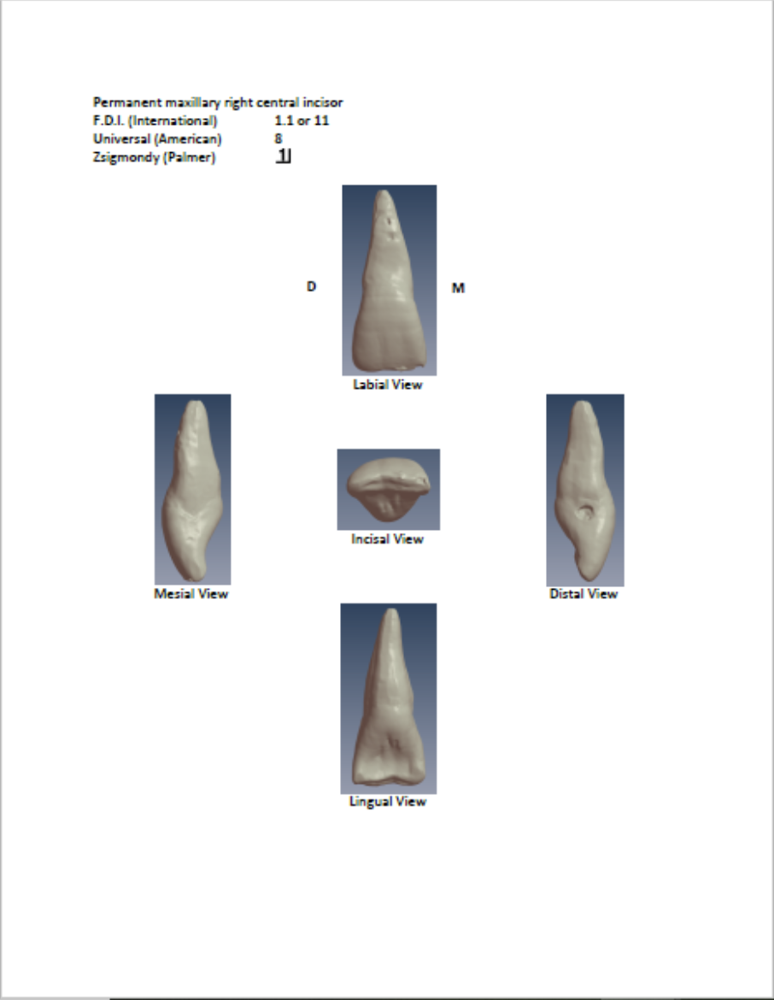 Permanent maxillary right central incisor
F.D.I. (International) 1.1 or 11
Universal (American) 8
Zsigmondy (Palmer) 1|
D M
Labial View
Incisal View
Mesial View Distal View
Lingual View